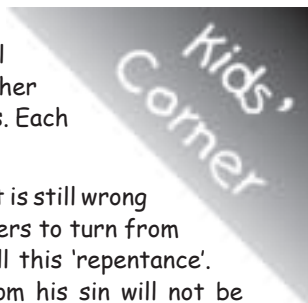 Kids'
Corner
her
s. Each
t is still wrong
ers to turn from
ll this ‘repentance’.
om his sin will not be